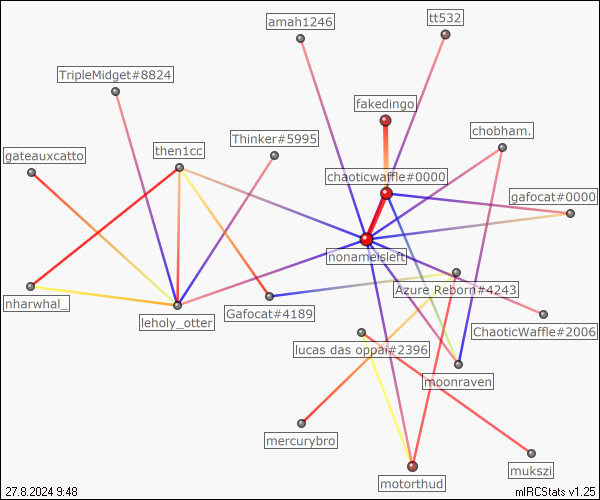 amah1246
tt532
TripleMidget#8824
fakedingo
chobham.
Thinker#5995
then1cc
gateauxcatto
chaoticwaffle#0000
gafocat#0000
nonameisleft
Azure Reborn#4243
nharwhal_
leholy_otter
Gafocat#4189
ChaoticWaffle#2006
lucas das oppai#2396
moonraven
mercurybro
mukszi
motorthud
27.8.2024 9:48
mIRCStats v1.25